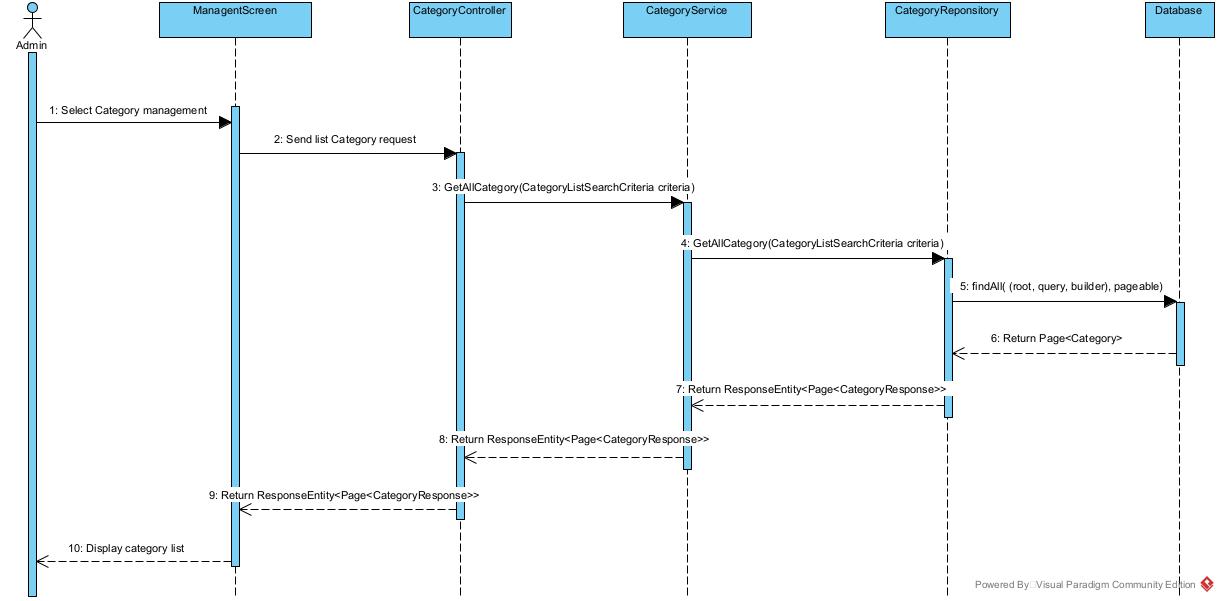 ManagentScreen
CategoryController
CategoryService
CategoryReponsitory
Database
Admin
1: Select Category management
2: Send list Category request
3: GetAllCategory(CategoryListSearchCriteria criteria)
4: GetAllCategory(CategoryListSearchCriteria criteria)
5: findAll( (root, query, builder), pageable)
6: Return Page<Category>
7: Return ResponseEntity<Page<CategoryResponse>>
8: Return ResponseEntity<Page<CategoryResponse>>
9: Return ResponseEntity<Page<CategoryResponse>>
10: Display category list
Powered By Visual Paradigm Community Edition